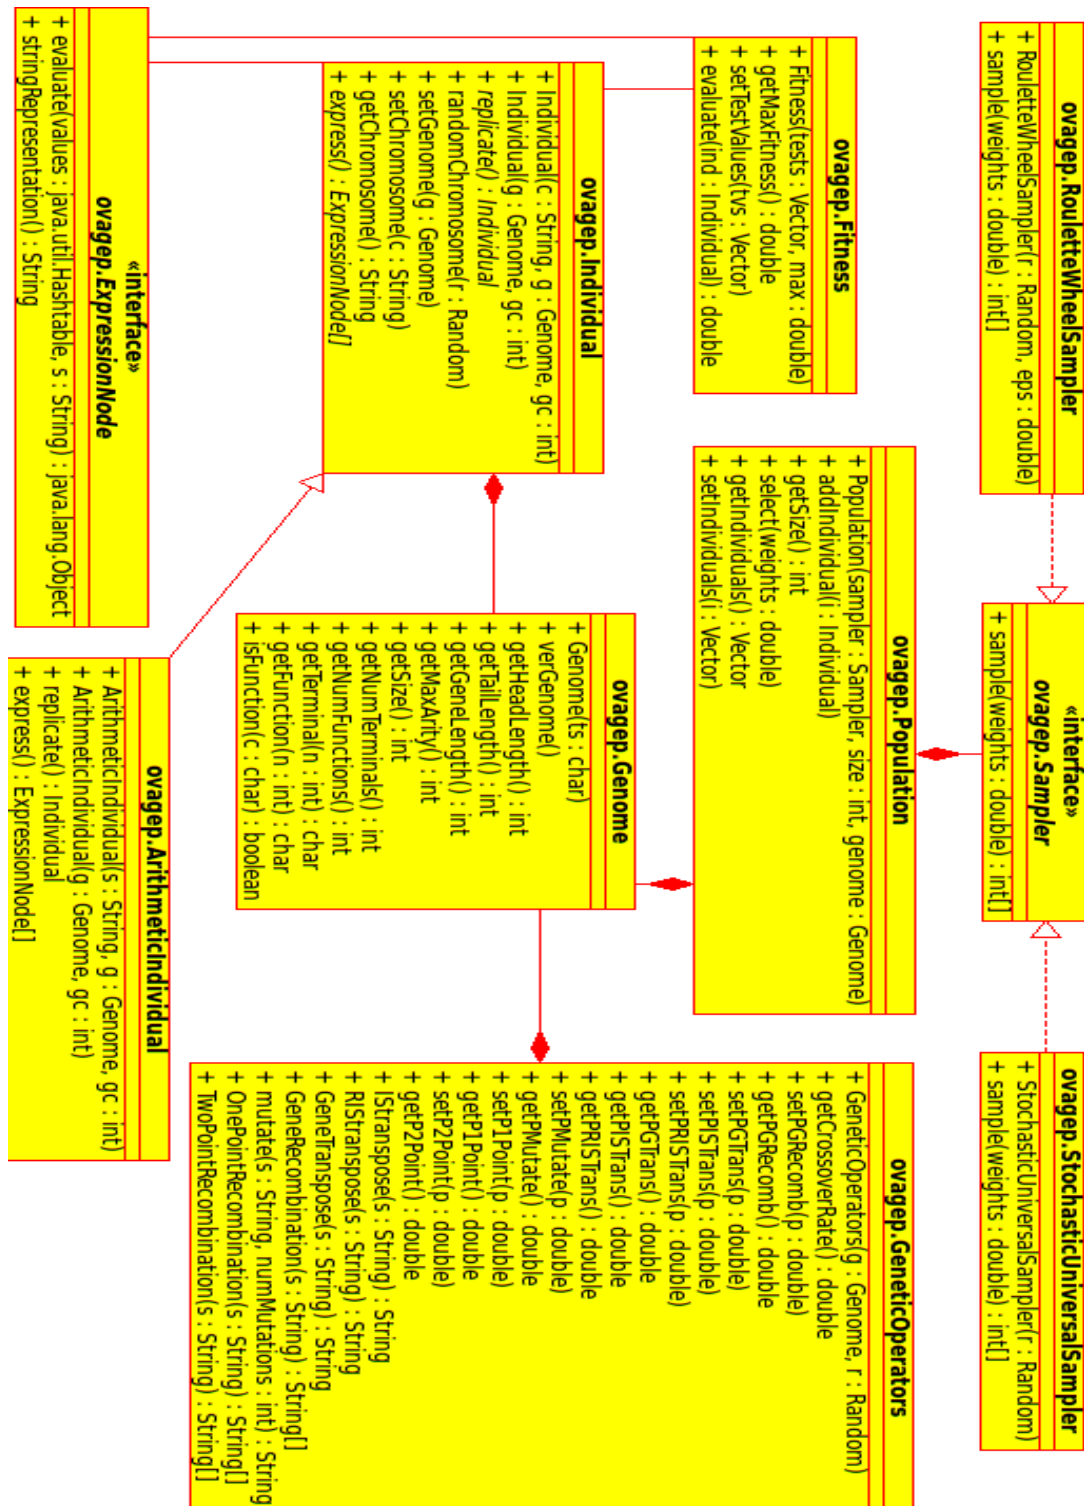 ovagep.RouletteWheelSampler
+ RouletteWheelSampler(r : Random, eps : double)
+ sample(weights : double) : int[]
«interface»
ovagep.Sampler
+ sample(weights : double) : int[]
ovagep.StochasticUniversalSampler
+ StochasticUniversalSampler(r : Random)
+ sample(weights : double) : int[]
ovagep.Fitness
+ Fitness(tests : Vector, max : double)
+ getMaxFitness() : double
+ setTestValues(tvs : Vector)
+ evaluate(ind : Individual) : double
ovagep.Population
+ Population(sampler : Sampler, size : int, genome : Genome)
+ addIndividual(i : Individual)
+ getSize() : int
+ select(weights : double)
+ getIndividuals() : Vector
+ setIndividuals(i : Vector)
ovagep.GeneticOperators
+ GeneticOperators(g : Genome, r : Random)
+ getCrossoverRate() : double
+ setPGRecomb(p : double)
+ getPGRecomb() : double
+ setPGTrans(p : double)
+ setPISTrans(p : double)
+ setPRISTrans(p : double)
+ getPGTrans() : double
+ getPISTrans() : double
+ getPRISTrans() : double
+ setPMutate(p : double)
+ getPMutate() : double
+ setP1Point(p : double)
+ getP1Point() : double
+ setP2Point(p : double)
+ getP2Point() : double
+ IStranspose(s : String) : String
+ RIStranspose(s : String) : String
+ GeneTranspose(s : String) : String
+ GeneRecombination(s : String) : String[]
+ mutate(s : String, numMutations : int) : String
+ OnePointRecombination(s : String) : String[]
+ TwoPointRecombination(s : String) : String[]
ovagep.Individual
+ Individual(c : String, g : Genome, gc : int)
+ Individual(g : Genome, gc : int)
+ replicate() : Individual
+ randomChromosome(r : Random)
+ setGenome(g : Genome)
+ setChromosome(c : String)
+ getChromosome() : String
+ express() : ExpressionNode[]
ovagep.Genome
+ Genome(ts : char)
+ verGenome()
+ getHeadLength() : int
+ getTailLength() : int
+ getGeneLength() : int
+ getMaxArity() : int
+ getSize() : int
+ getNumTerminals() : int
+ getNumFunctions() : int
+ getTerminal(n : int) : char
+ getFunction(n : int) : char
+ isFunction(c : char) : boolean
«interface»
ovagep.ExpressionNode
+ evaluate(values : java.util.Hashtable, s : String) : java.lang.Object
+ stringRepresentation() : String
ovagep.ArithmeticIndividual
+ ArithmeticIndividual(s : String, g : Genome, gc : int)
+ ArithmeticIndividual(g : Genome, gc : int)
+ replicate() : Individual
+ express() : ExpressionNode[]